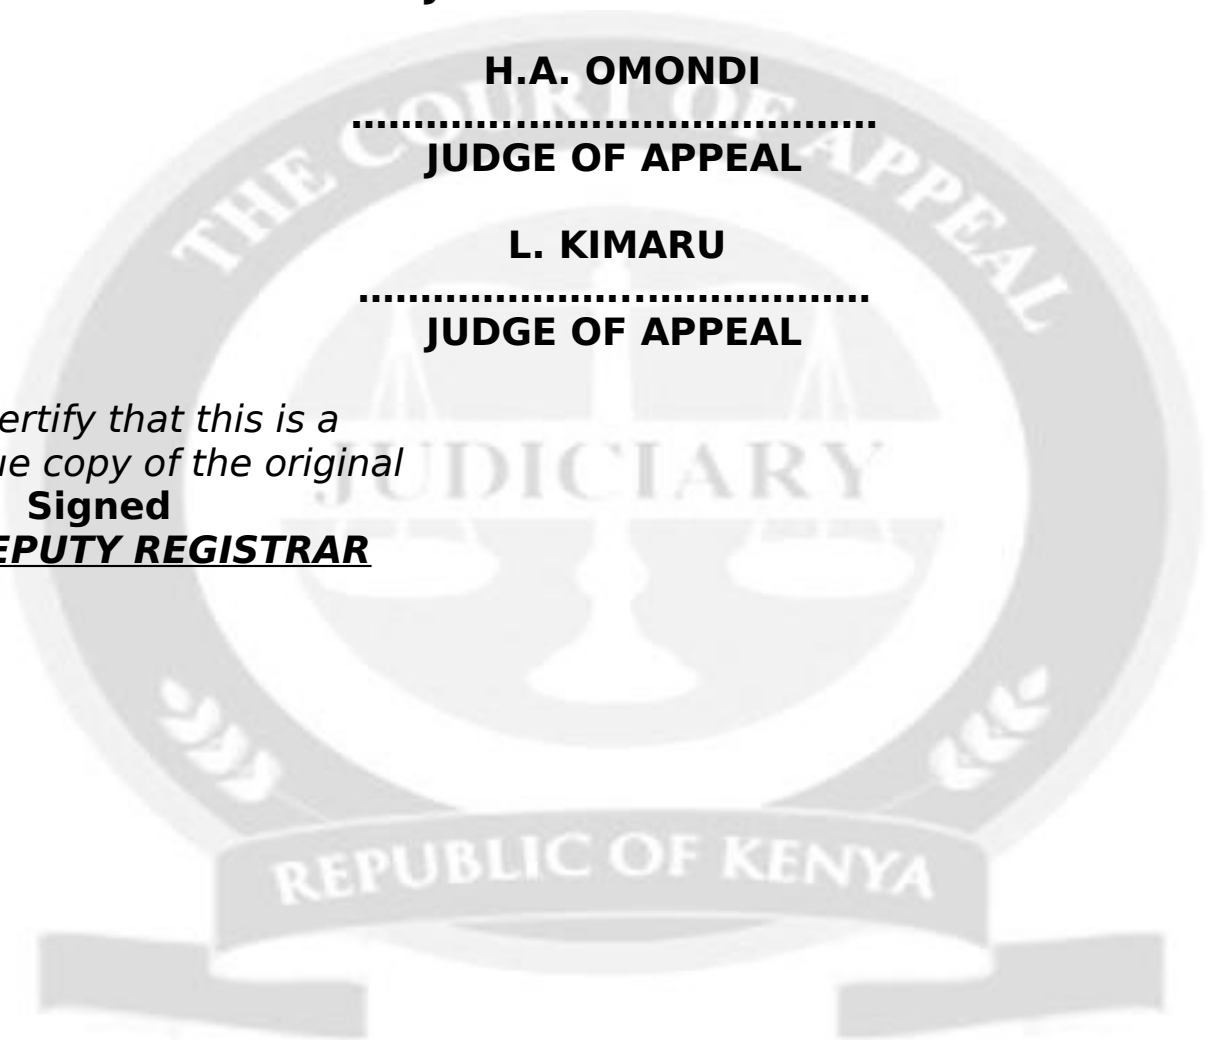 H.A. OMONDI
...........................................
JUDGE OF APPEAL
L. KIMARU
..........................................
JUDGE OF APPEAL
ertify that this is a
ue copy of the original
Signed
EPUTY REGISTRAR
THE COURT OF APPEAL
JUDICIARY
REPUBLIC OF KENYA